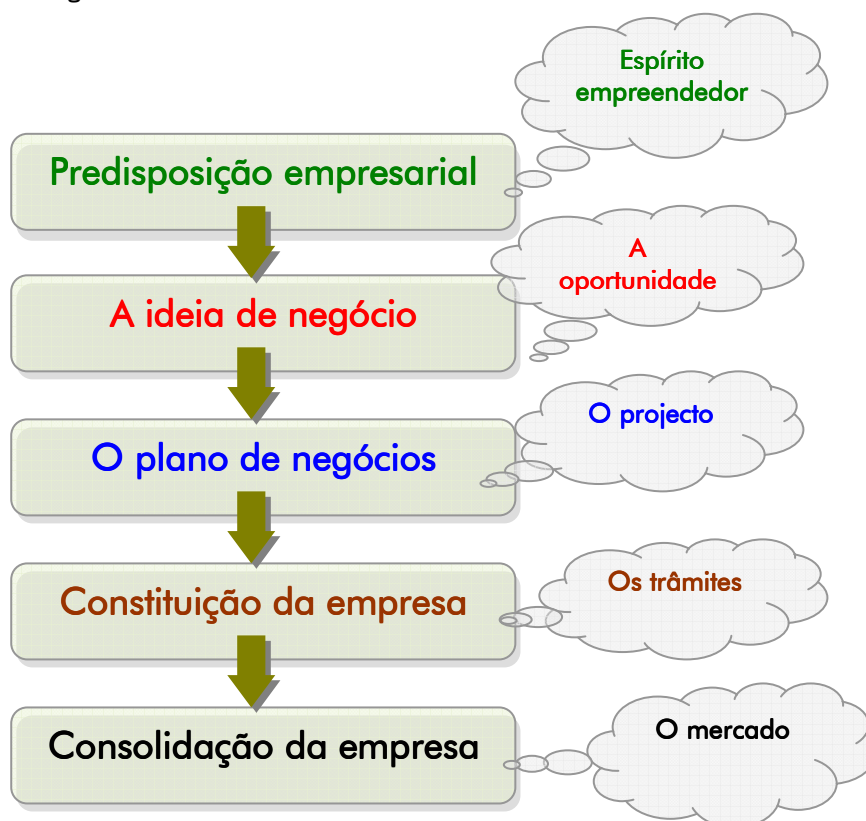 Espírito
empreendedor
Predisposição empresarial
A
oportunidade
A ideia de negócio
O projecto
O plano de negócios
Os trâmites
Constituição da empresa
O mercado
Consolidação da empresa